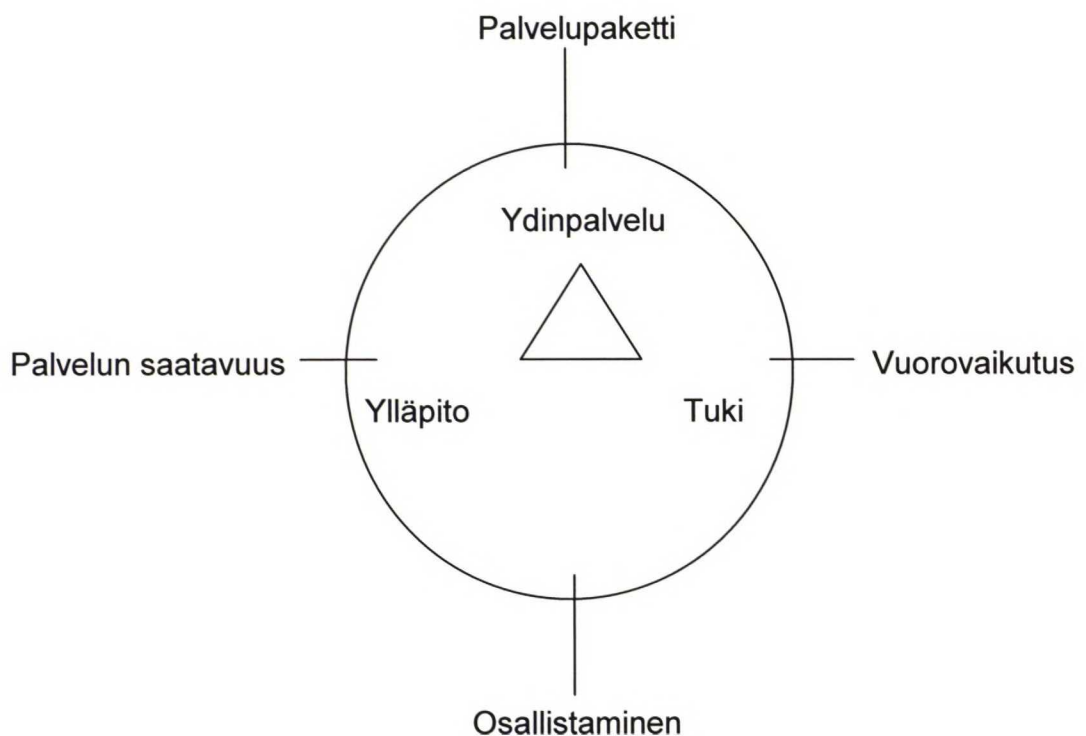 Palvelupaketti
Ydinpalvelu
Palvelun saatavuus
Vuorovaikutus
Ylläpito
Tuki
Osallistaminen